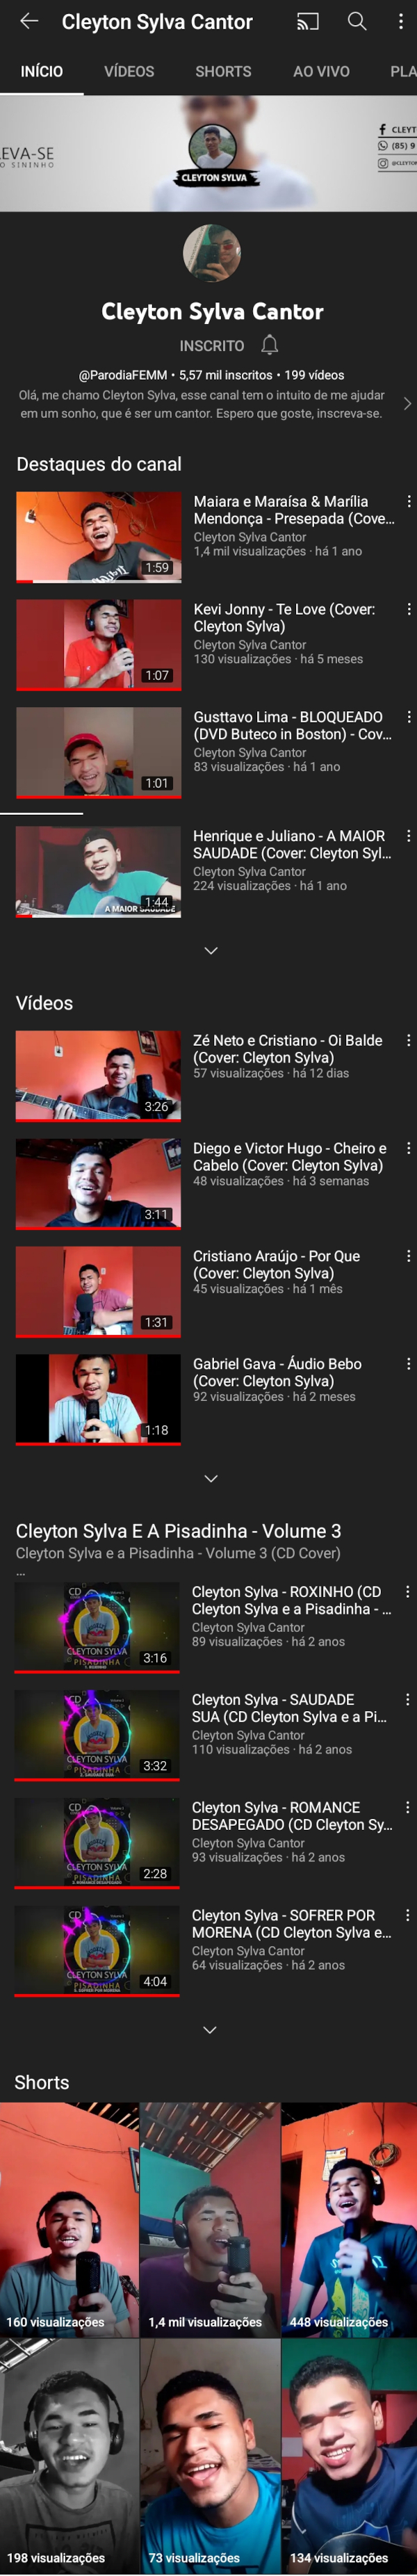 Cleyton Sylva Cantor
INÍCIO VÍDEOS SHORTS AO VIVO PLA
EVA-SE
O SININHO
CLEYTON SYLVA
CLEYT
(85) 9
Cleyton Sylva Cantor
INSCRITO
@ParodiaFEMM • 5,57 mil inscritos • 199 vídeos
Olá, me chamo Cleyton Sylva, esse canal tem o intuito de me ajudar
em um sonho, que é ser um cantor. Espero que goste, inscreva-se.
Destaques do canal
1:59
Maiara e Maraísa & Marília
Mendonça - Presepada (Cove...
Cleyton Sylva Cantor
1,4 mil visualizações · há 1 ano
1:07
Kevi Jonny - Te Love (Cover:
Cleyton Sylva)
Cleyton Sylva Cantor
130 visualizações · há 5 meses
1:01
Gusttavo Lima - BLOQUEADO
(DVD Buteco in Boston) - Cov...
Cleyton Sylva Cantor
83 visualizações · há 1 ano
1:44
A MAIOR SAUDADE
Henrique e Juliano - A MAIOR
SAUDADE (Cover: Cleyton Syl...
Cleyton Sylva Cantor
224 visualizações · há 1 ano
Vídeos
3:26
Zé Neto e Cristiano - Oi Balde
(Cover: Cleyton Sylva)
57 visualizações · há 12 dias
3:11
Diego e Victor Hugo - Cheiro e
Cabelo (Cover: Cleyton Sylva)
48 visualizações · há 3 semanas
1:31
Cristiano Araújo - Por Que
(Cover: Cleyton Sylva)
45 visualizações · há 1 mês
1:18
Gabriel Gava - Áudio Bebo
(Cover: Cleyton Sylva)
92 visualizações · há 2 meses
Cleyton Sylva E A Pisadinha - Volume 3
Cleyton Sylva e a Pisadinha - Volume 3 (CD Cover)
...
CD
CLEYTON SYLVA
PISADINHA
3:16
Cleyton Sylva - ROXINHO (CD
Cleyton Sylva e a Pisadinha - ...
Cleyton Sylva Cantor
89 visualizações · há 2 anos
CD
CLEYTON SYLVA
PISADINHA
2. SAUDADE SUA
3:32
Cleyton Sylva - SAUDADE
SUA (CD Cleyton Sylva e a Pi...
Cleyton Sylva Cantor
110 visualizações · há 2 anos
CD
CLEYTON SYLVA
PISADINHA
3. ROMANCE DESAPEGADO
2:28
Cleyton Sylva - ROMANCE
DESAPEGADO (CD Cleyton Sy...
Cleyton Sylva Cantor
93 visualizações · há 2 anos
CD
CLEYTON SYLVA
PISADINHA
4:04
Cleyton Sylva - SOFRER POR
MORENA (CD Cleyton Sylva e...
Cleyton Sylva Cantor
64 visualizações · há 2 anos
Shorts
160 visualizações
1,4 mil visualizações
448 visualizações
198 visualizações
73 visualizações
134 visualizações